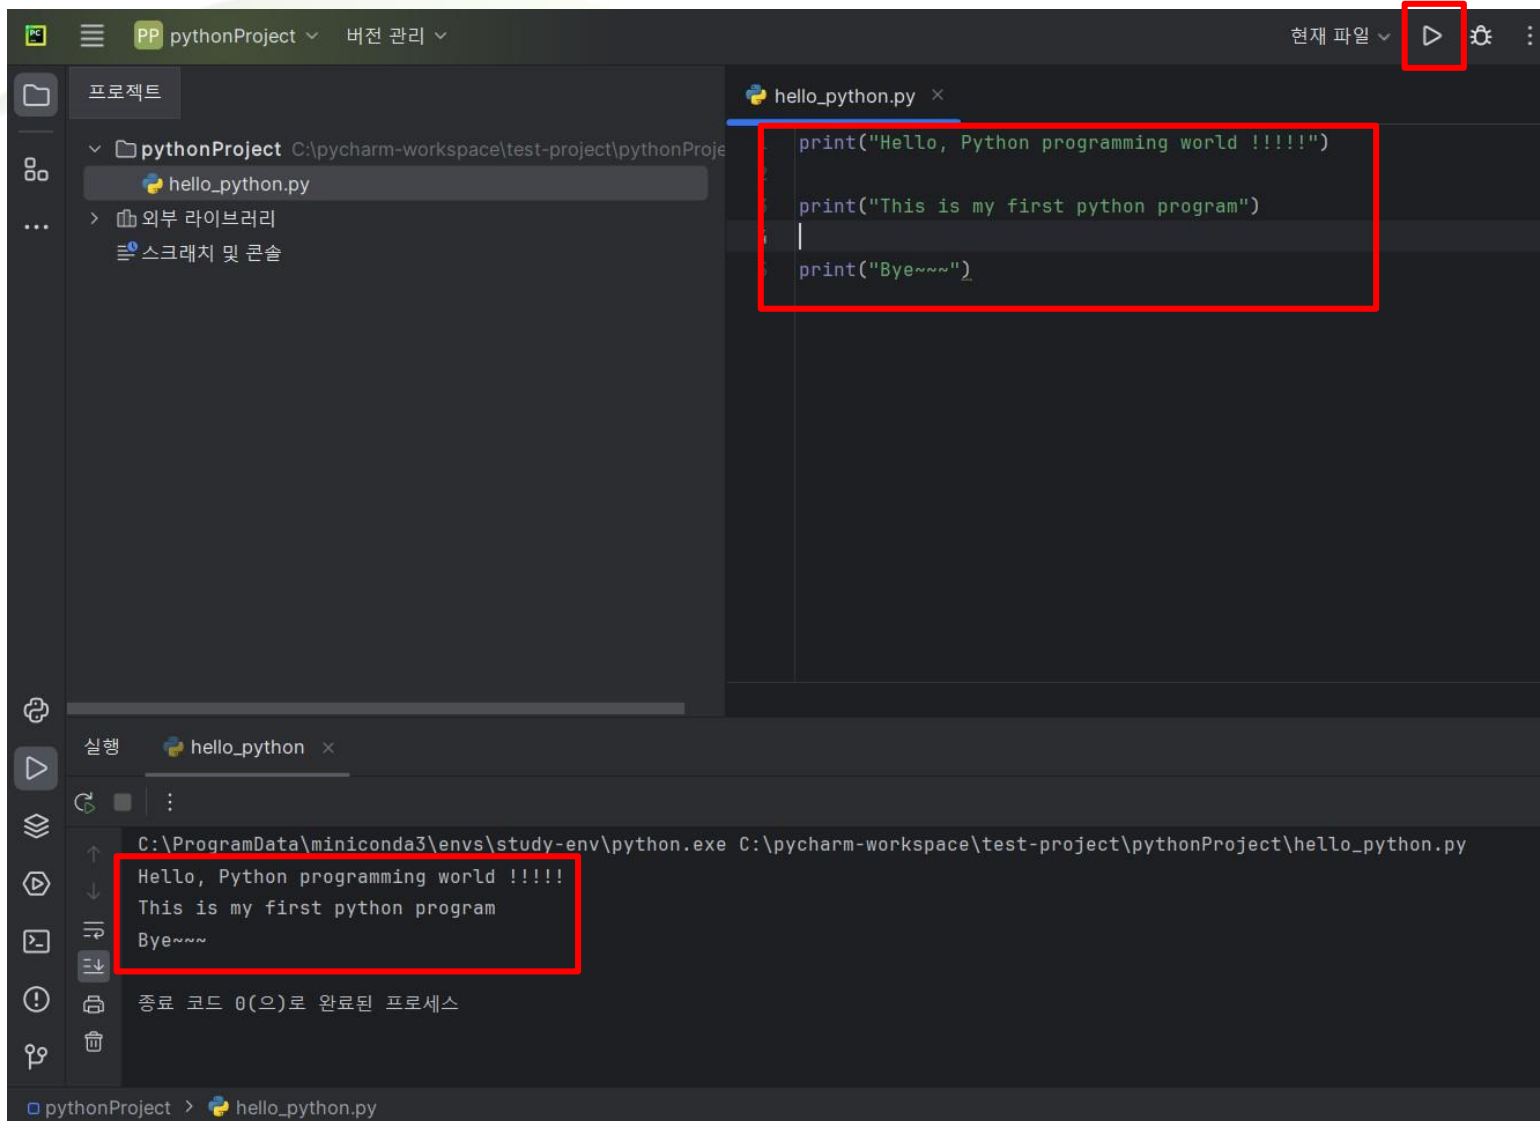 PC
PP pythonProject 버전 관리 현재 파일
프로젝트
hello_python.py
pythonProject C:\pycharm-workspace\test-project\pythonProje
hello_python.py
외부 라이브러리
스크래치 및 콘솔
1 print("Hello, Python programming world !!!!!")
2
3 print("This is my first python program")
4
5 print("Bye~~~")
실행 hello_python
C:\ProgramData\miniconda3\envs\study-env\python.exe C:\pycharm-workspace\test-project\pythonProject\hello_python.py
Hello, Python programming world !!!!!
This is my first python program
Bye~~~
종료 코드 0(으)로 완료된 프로세스
pythonProject > hello_python.py